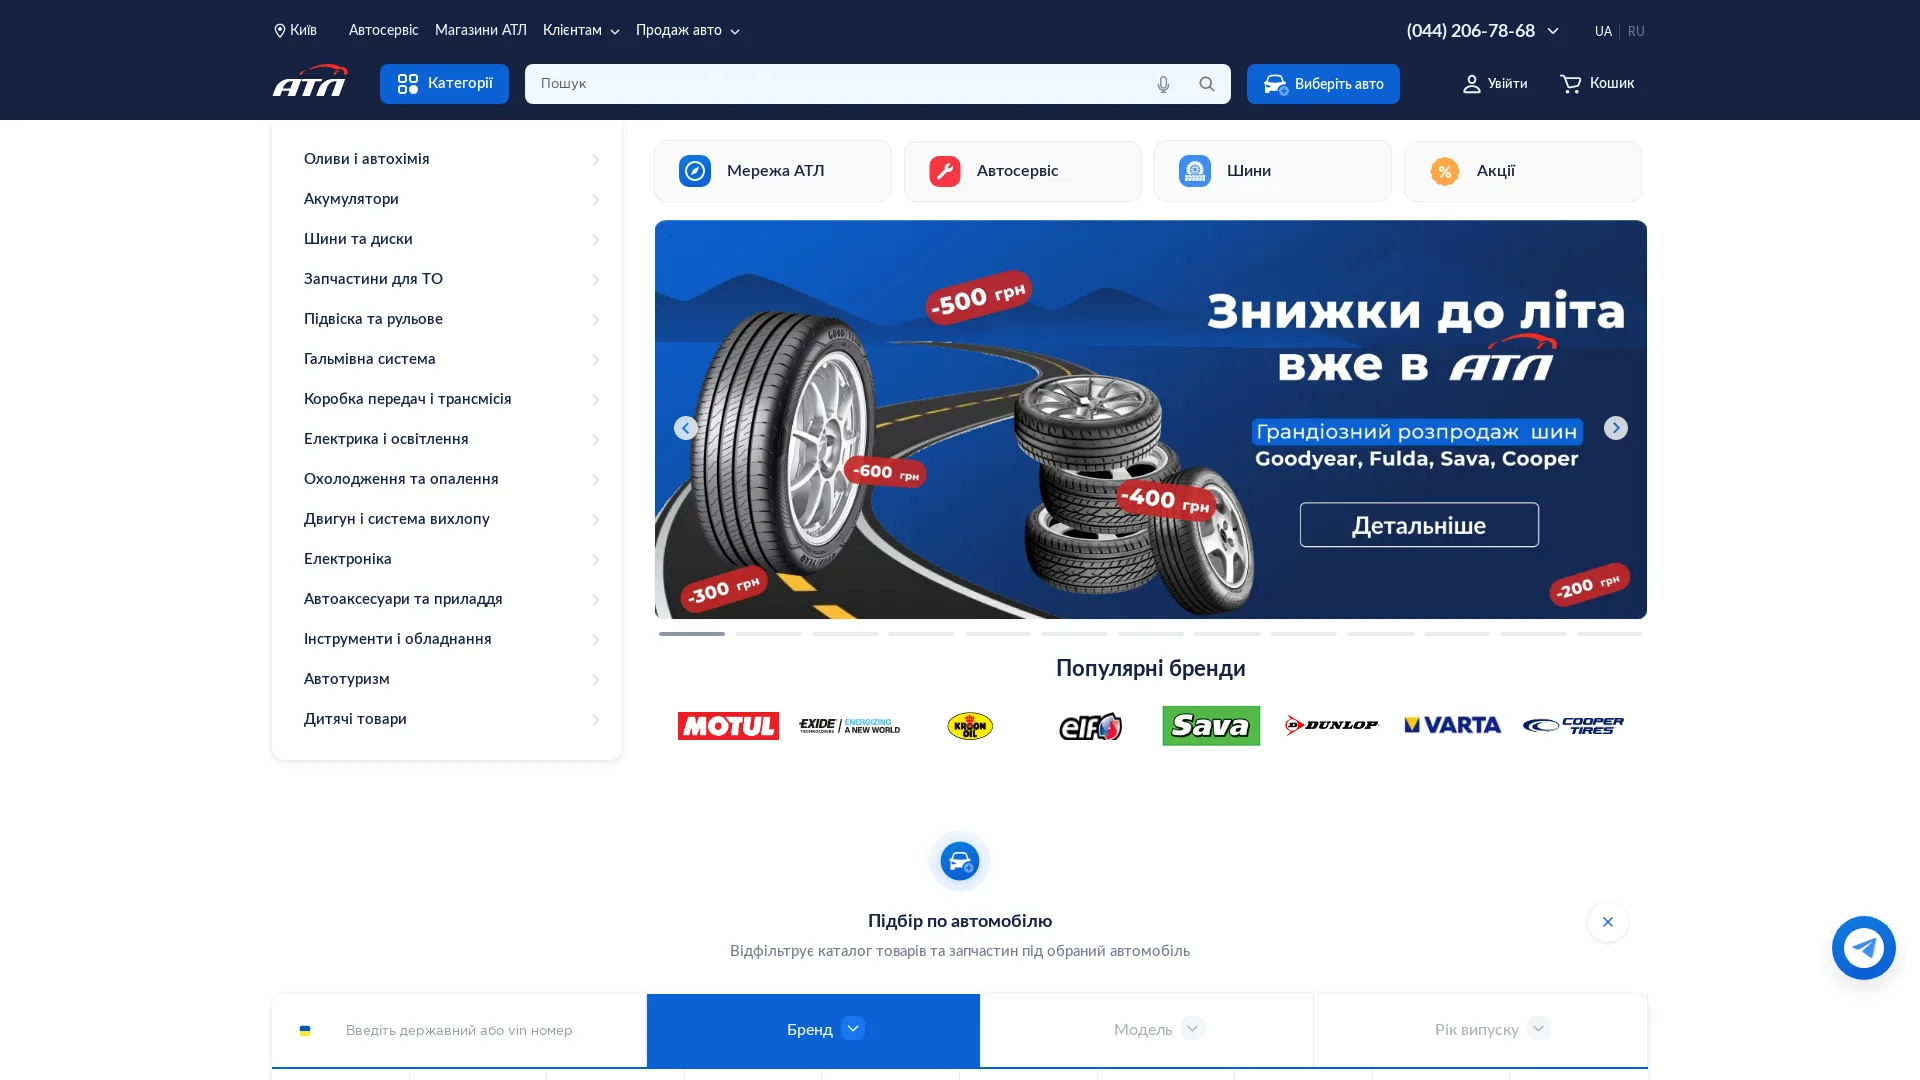 Київ
Автосервіс
Магазини АТЛ
Клієнтам
Продаж авто
(044) 206-78-68
UA
RU
АТЛ
Категорії
Пошук
Виберіть авто
Увійти
Кошик
Оливи і автохімія
Акумулятори
Шини та диски
Запчастини для ТО
Підвіска та рульове
Гальмівна система
Коробка передач і трансмісія
Електрика і освітлення
Охолодження та опалення
Двигун і система вихлопу
Електроніка
Автоаксесуари та приладдя
Інструменти і обладнання
Автотуризм
Дитячі товари
Мережа АТЛ
Автосервіс
Шини
Акції
-500 грн
-600 грн
-400 грн
-300 грн
-200 грн
Знижки до літа
вже в АТЛ
Грандіозний розпродаж шин
Goodyear, Fulda, Sava, Cooper
Детальніше
Популярні бренди
MOTUL
EXIDE TECHNOLOGIES / ENERGIZING A NEW WORLD
KROON OIL
elf
Sava
DUNLOP
VARTA
COOPER TIRES
Підбір по автомобілю
Відфільтрує каталог товарів та запчастин під обраний автомобіль
Введіть державний або vin номер
Бренд
Модель
Рік випуску